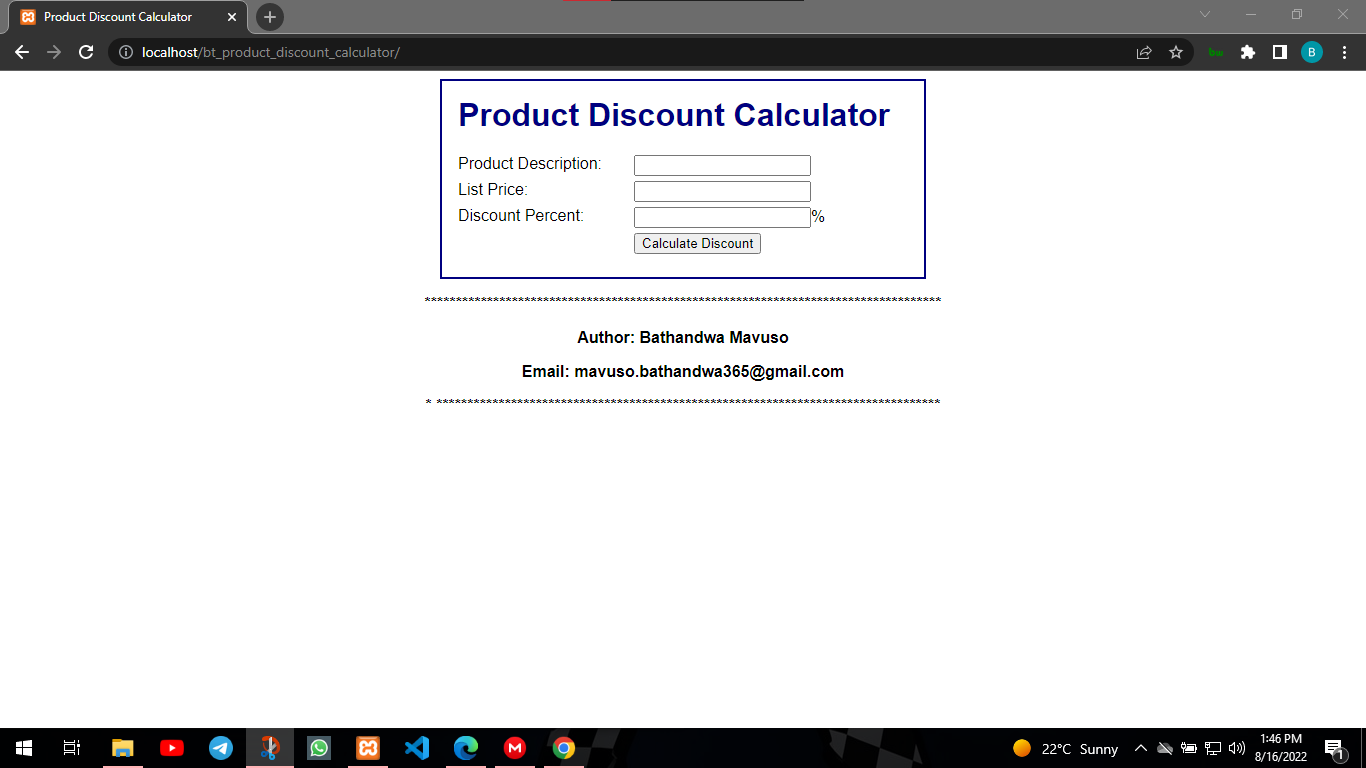 Product Discount Calculator
localhost/bt_product_discount_calculator/
bw
B
Product Discount Calculator
Product Description:
List Price:
Discount Percent:
%
Calculate Discount
***********************************************************************************
Author: Bathandwa Mavuso
Email: mavuso.bathandwa365@gmail.com
* *********************************************************************************
22°C Sunny
1:46 PM
8/16/2022
1